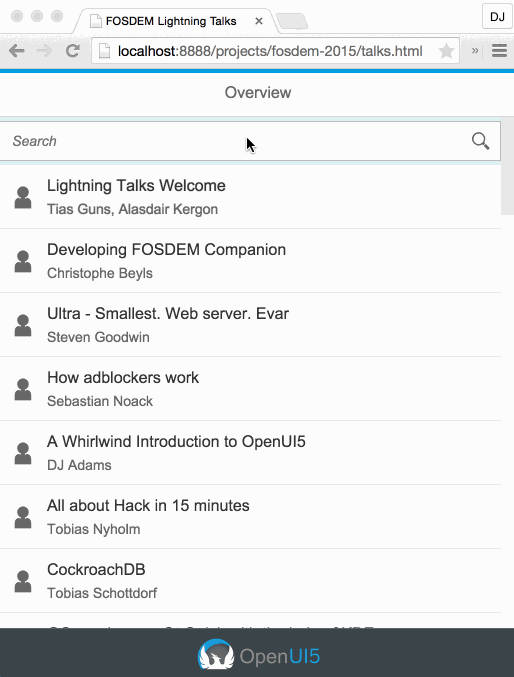 FOSDEM Lightning Talks
DJ
localhost:8888/projects/fosdem-2015/talks.html
»
Overview
Search
Lightning Talks Welcome
Tias Guns, Alasdair Kergon
Developing FOSDEM Companion
Christophe Beyls
Ultra - Smallest. Web server. Evar
Steven Goodwin
How adblockers work
Sebastian Noack
A Whirlwind Introduction to OpenUI5
DJ Adams
All about Hack in 15 minutes
Tobias Nyholm
CockroachDB
Tobias Schottdorf
OpenUI5